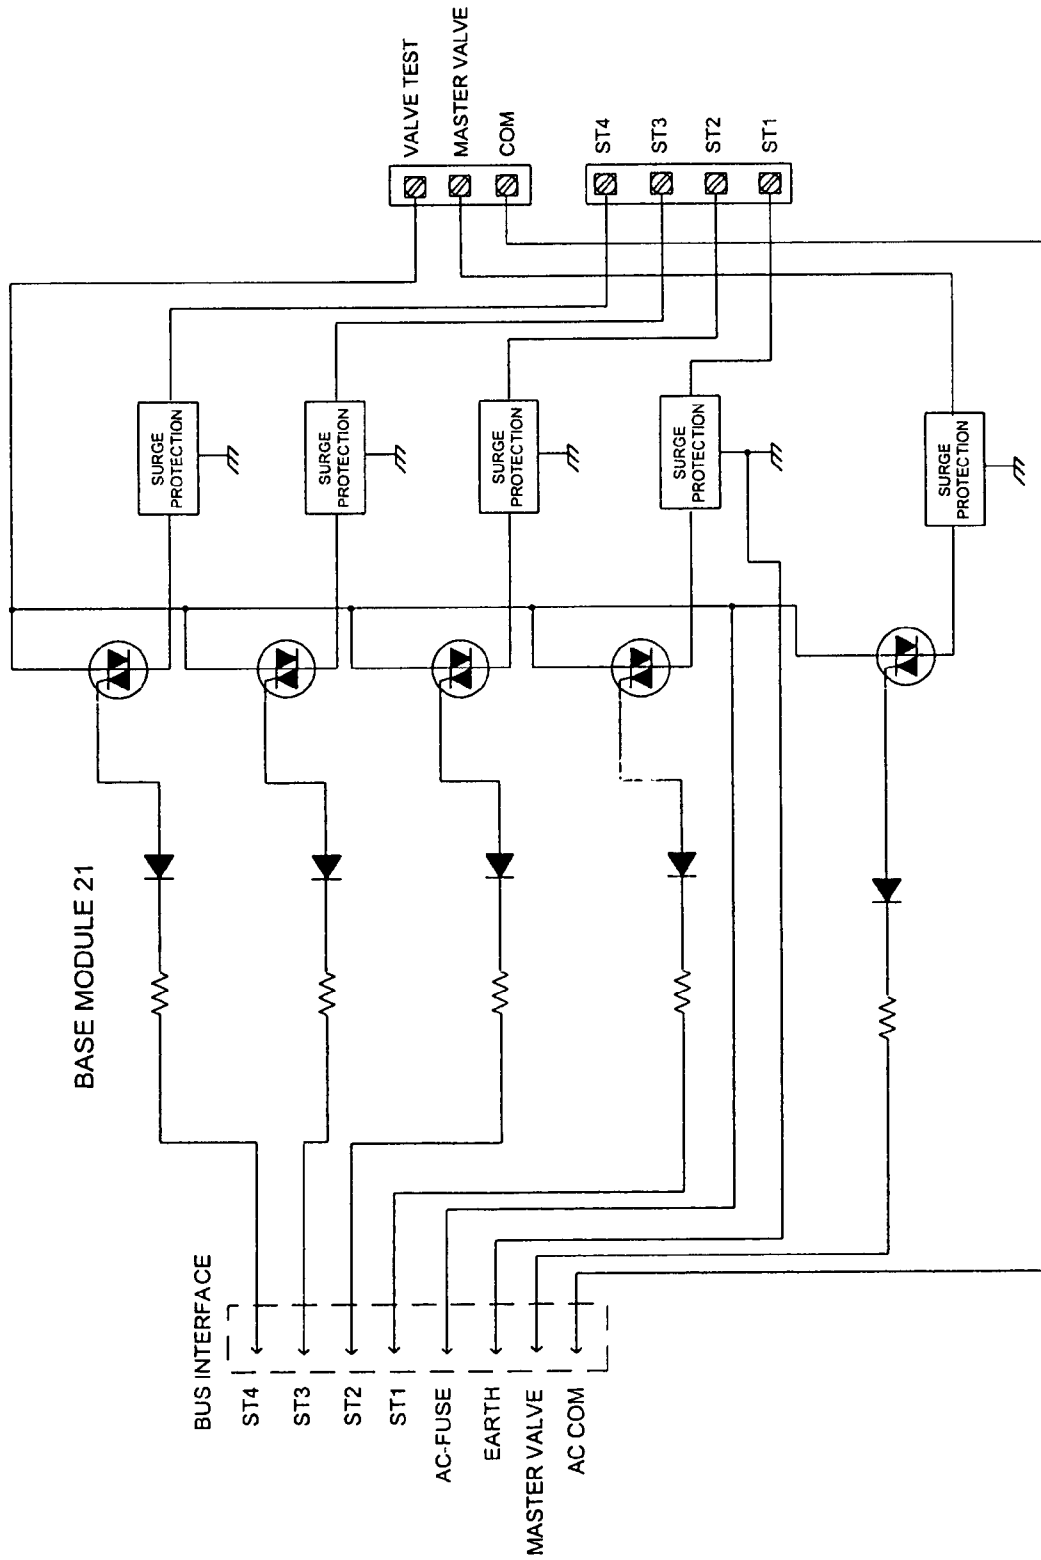 BASE MODULE 21
BUS INTERFACE
ST4
ST3
ST2
ST1
AC-FUSE
EARTH
MASTER VALVE
AC COM
SURGE
PROTECTION
SURGE
PROTECTION
SURGE
PROTECTION
SURGE
PROTECTION
SURGE
PROTECTION
VALVE TEST
MASTER VALVE
COM
ST4
ST3
ST2
ST1